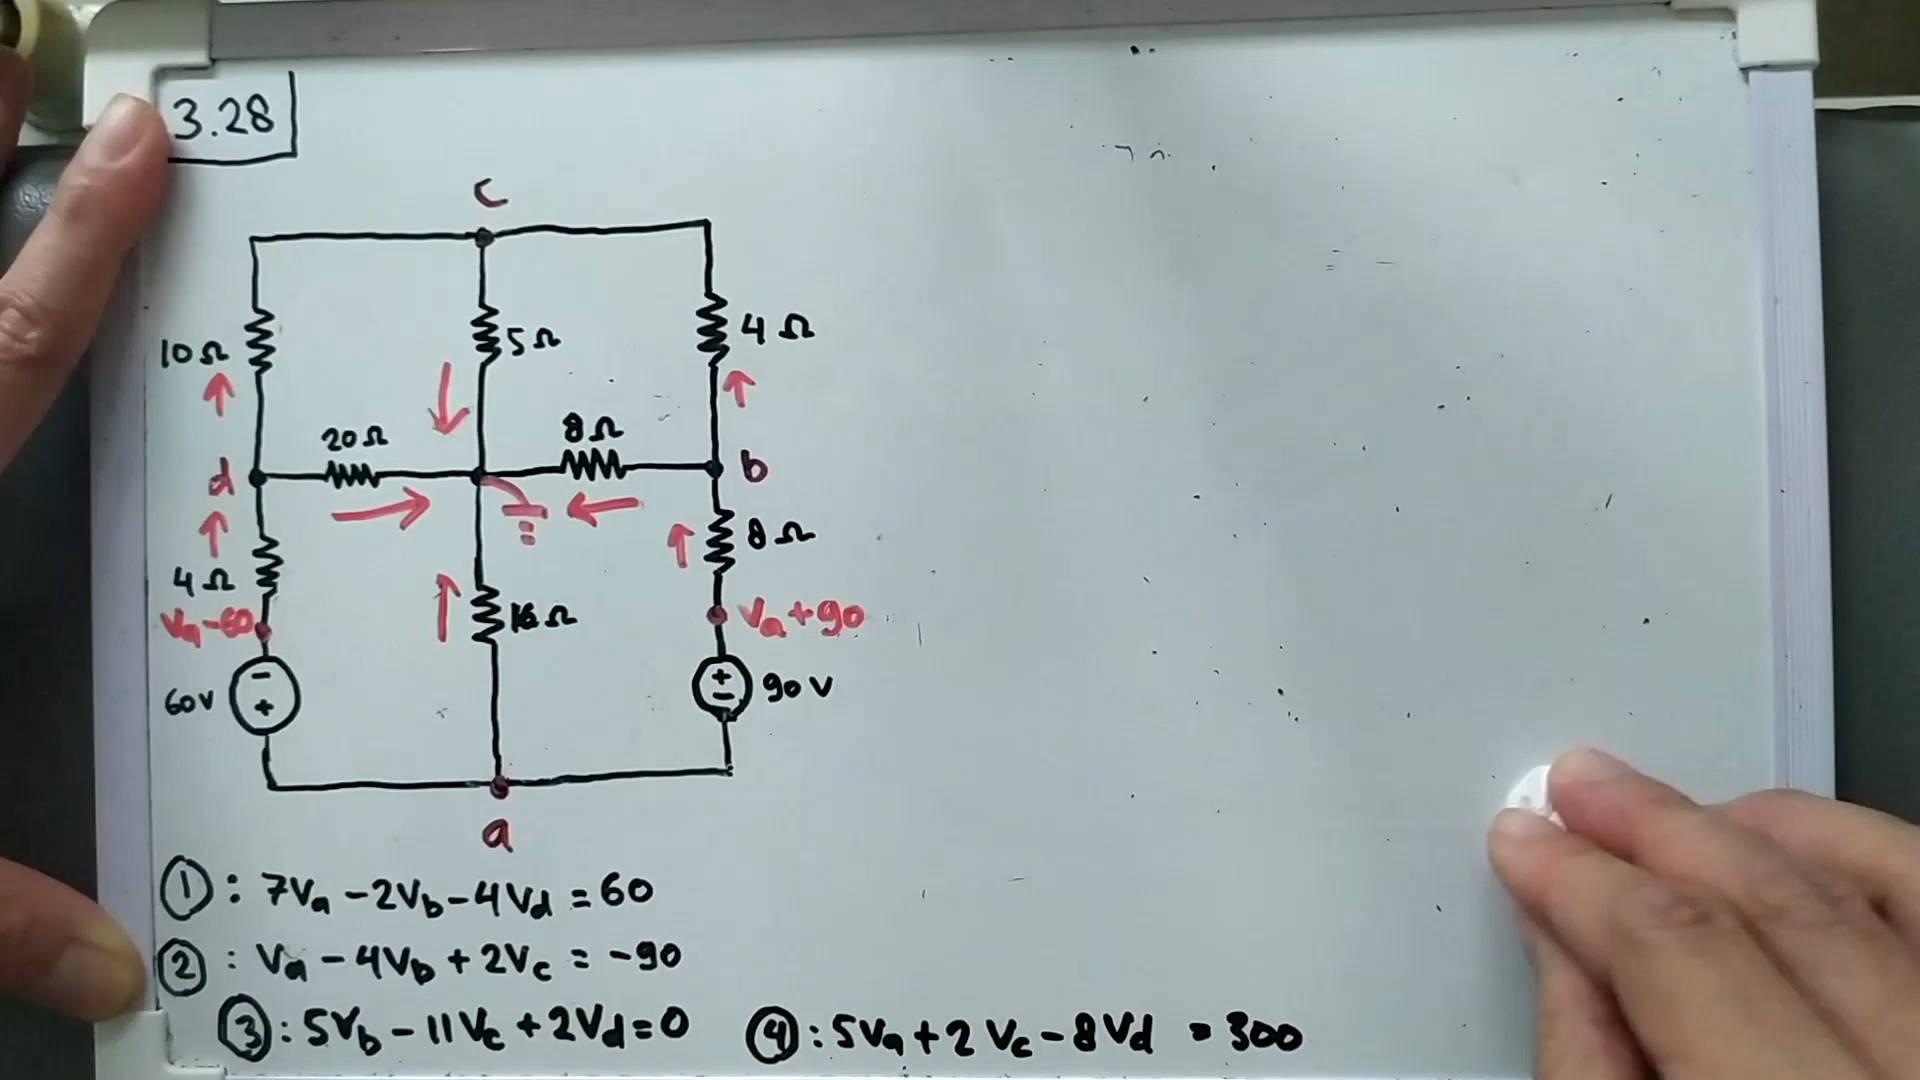 3.28
c
10Ω
5Ω
4Ω
20Ω
8Ω
d
b
4Ω
8Ω
Va-60
16Ω
Va+90
60V
- +
+ -
90V
a
①: 7Va - 2Vb - 4Vd = 60
②: Va - 4Vb + 2Vc = -90
③: 5Vb - 11Vc + 2Vd = 0 ④: 5Va + 2Vc - 8Vd = 300